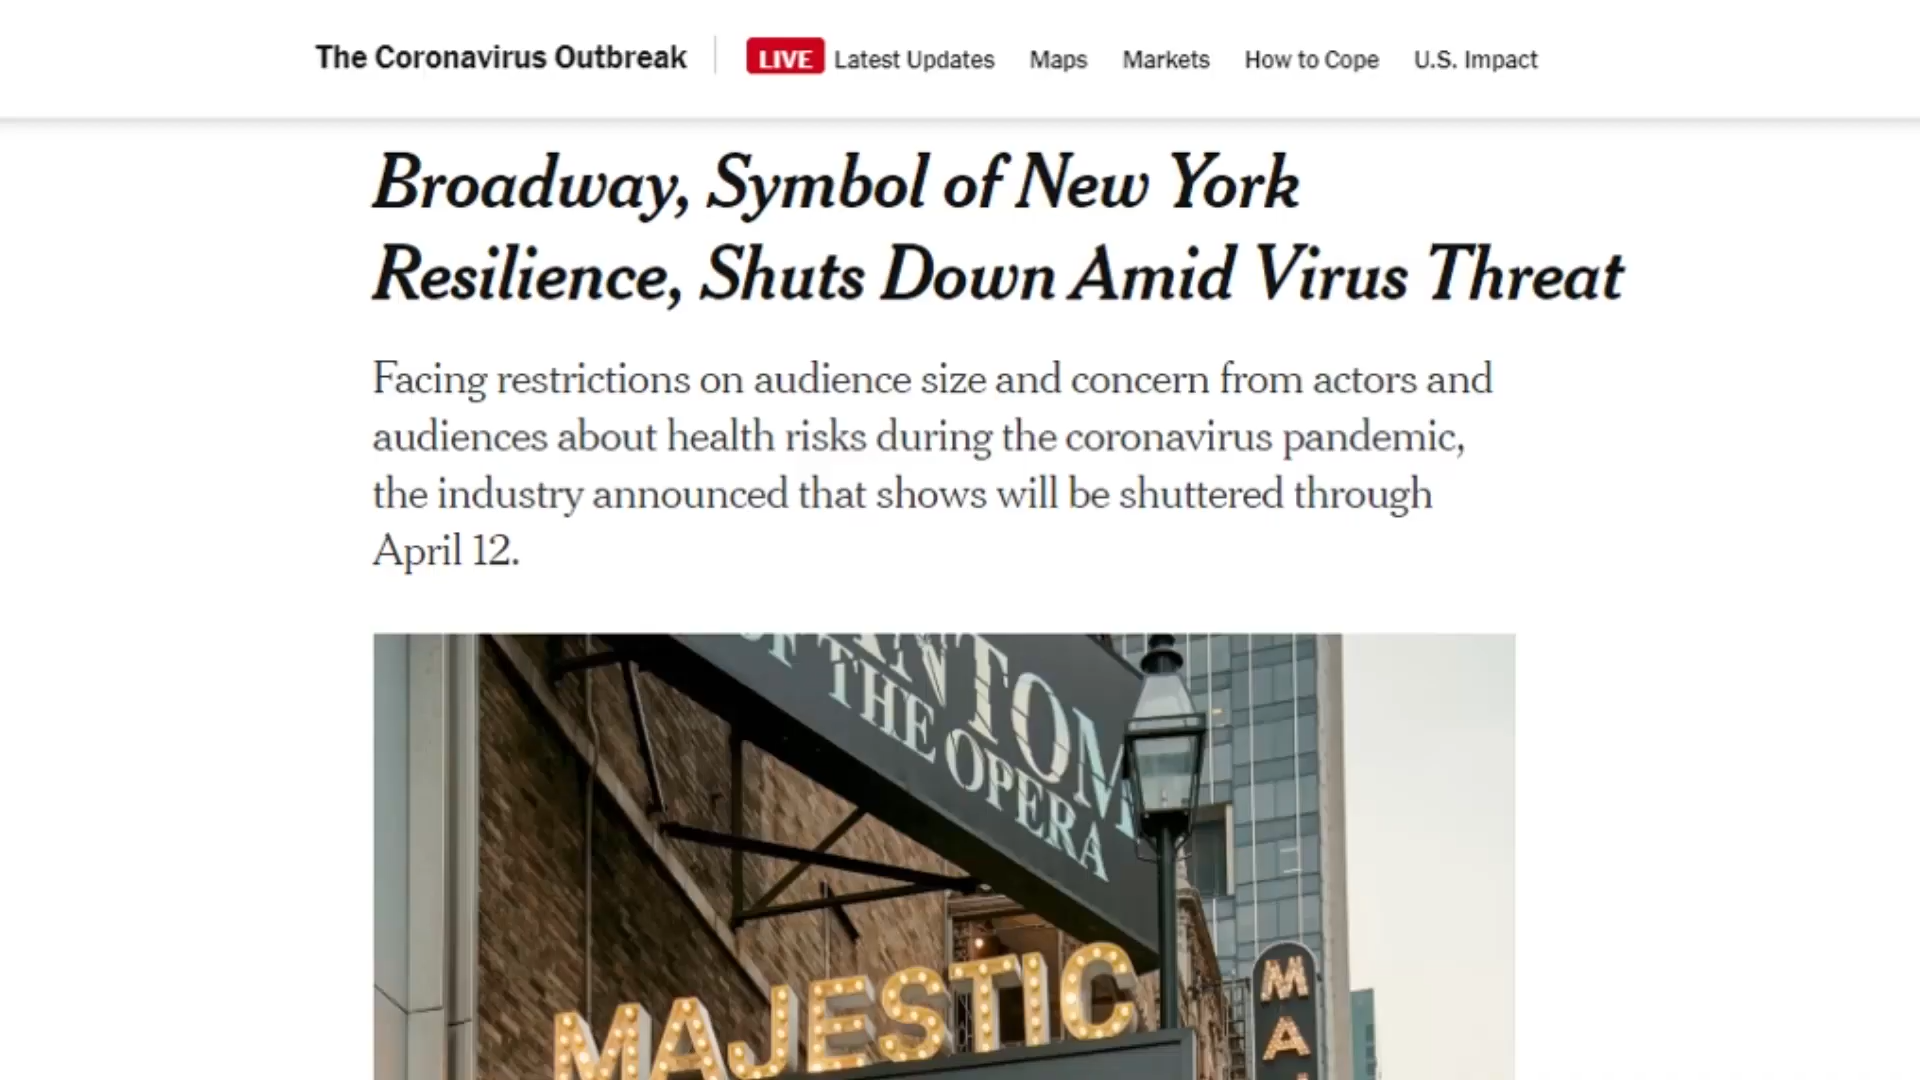 The Coronavirus Outbreak
LIVE Latest Updates Maps Markets How to Cope U.S. Impact
Broadway, Symbol of New York
Resilience, Shuts Down Amid Virus Threat
Facing restrictions on audience size and concern from actors and
audiences about health risks during the coronavirus pandemic,
the industry announced that shows will be shuttered through
April 12.
ANTOM
OF THE OPERA
MAJESTIC
MA